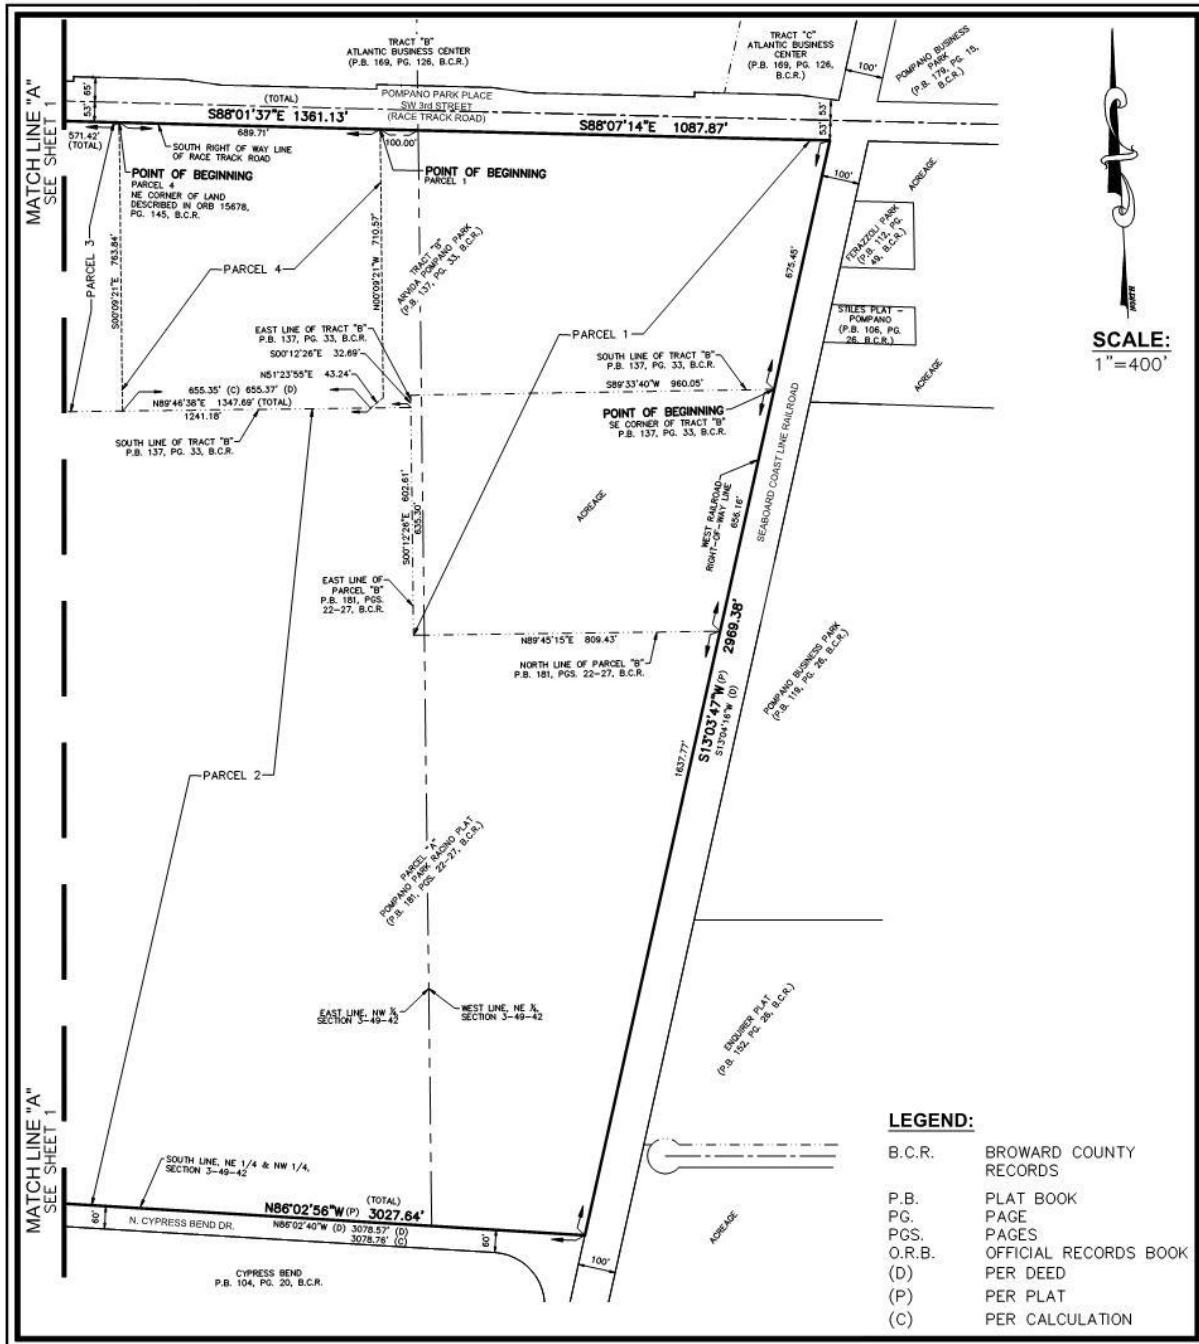 TRACT "B"
ATLANTIC BUSINESS CENTER
(P.B. 169, PG. 126, B.C.R.)
TRACT "C"
ATLANTIC BUSINESS
CENTER
(P.B. 169, PG. 126,
B.C.R.)
100'
POMPANO BUSINESS
PARK
(P.B. 179, PG. 15,
B.C.R.)
MATCH LINE "A"
SEE SHEET 1
65'
53'
(TOTAL)
S88°01'37"E 1361.13'
POMPANO PARK PLACE
SW 3rd STREET
(RACE TRACK ROAD)
S88°07'14"E 1087.87'
53'
53'
571.42'
(TOTAL)
689.71'
100.00'
SOUTH RIGHT OF WAY LINE
OF RACE TRACK ROAD
POINT OF BEGINNING
PARCEL 4
NE CORNER OF LAND
DESCRIBED IN ORB 15678,
PG. 145, B.C.R.
POINT OF BEGINNING
PARCEL 1
100'
ACREAGE
FERAZZOLI PARK
(P.B. 112, PG.
49, B.C.R.)
PARCEL 3
S00°09'21"E 763.84'
PARCEL 4
N00°09'21"W 710.57'
TRACT "B"
ARVIDA POMPANO PARK
(P.B. 137, PG. 33, B.C.R.)
675.45'
NORTH
STILES PLAT -
POMPANO
(P.B. 106, PG.
26, B.C.R.)
SCALE:
1"=400'
EAST LINE OF TRACT "B"
P.B. 137, PG. 33, B.C.R.
S00°12'26"E 32.69'
N51°23'55"E 43.24'
PARCEL 1
SOUTH LINE OF TRACT "B"
P.B. 137, PG. 33, B.C.R.
S89°33'40"W 960.05'
ACREAGE
655.35' (C) 655.37' (D)
N89°46'38"E 1347.69' (TOTAL)
1241.18'
SOUTH LINE OF TRACT "B"
P.B. 137, PG. 33, B.C.R.
POINT OF BEGINNING
SE CORNER OF TRACT "B"
P.B. 137, PG. 33, B.C.R.
S00°12'26"E 602.61'
635.30'
ACREAGE
WEST RAILROAD
RIGHT-OF-WAY LINE
656.16'
SEABOARD COAST LINE RAILROAD
EAST LINE OF
PARCEL "B"
P.B. 181, PGS.
22-27, B.C.R.
N89°45'15"E 809.43'
NORTH LINE OF PARCEL "B"
P.B. 181, PGS. 22-27, B.C.R.
S13°03'47"W (P) 2969.38'
S13°04'16"W (D)
1637.77'
POMPANO BUSINESS PARK
(P.B. 119, PG. 26, B.C.R.)
PARCEL 2
PARCEL "A"
POMPANO PARK RACINO PLAT
(P.B. 181, PGS. 22-27, B.C.R.)
EAST LINE, NW ¼,
SECTION 3-49-42
WEST LINE, NE ¼,
SECTION 3-49-42
ENQUIRER PLAT
(P.B. 152, PG. 26, B.C.R.)
MATCH LINE "A"
SEE SHEET 1
SOUTH LINE, NE 1/4 & NW 1/4,
SECTION 3-49-42
(TOTAL)
N86°02'56"W (P) 3027.64'
60'
N. CYPRESS BEND DR.
N86°02'40"W (D) 3078.57' (D)
3078.76' (C)
60'
CYPRESS BEND
P.B. 104, PG. 20, B.C.R.
100'
ACREAGE
LEGEND:
B.C.R. BROWARD COUNTY
RECORDS
P.B. PLAT BOOK
PG. PAGE
PGS. PAGES
O.R.B. OFFICIAL RECORDS BOOK
(D) PER DEED
(P) PER PLAT
(C) PER CALCULATION